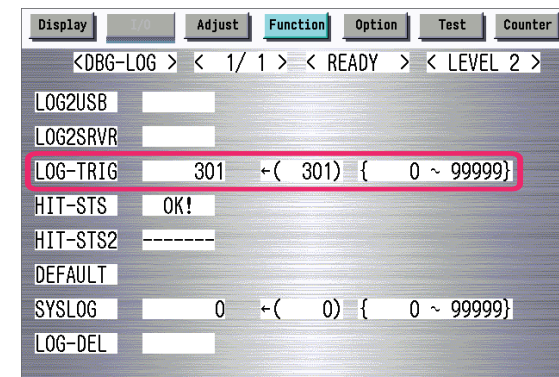 Display I/O Adjust Function Option Test Counter
<DBG-LOG > < 1/ 1 > < READY > < LEVEL 2 >
LOG2USB
LOG2SRVR
LOG-TRIG 301 ←( 301) { 0 ~ 99999}
HIT-STS OK!
HIT-STS2 -------
DEFAULT
SYSLOG 0 ←( 0) { 0 ~ 99999}
LOG-DEL